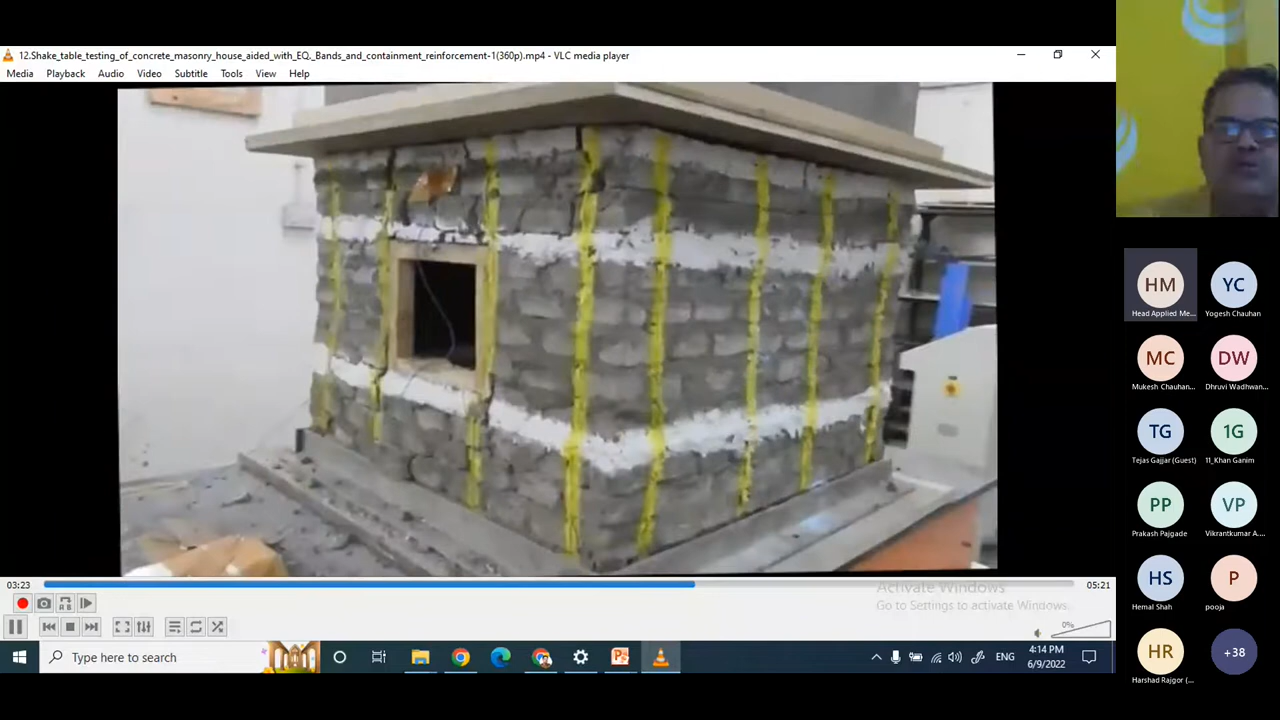 12.Shake_table_testing_of_concrete_masonry_house_aided_with_EQ._Bands_and_containment_reinforcement-1(360p).mp4 - VLC media player
Media Playback Audio Video Subtitle Tools View Help
HM
Head Applied Me...
YC
Yogesh Chauhan
MC
Mukesh Chauhan...
DW
Dhruvi Wadhwan...
TG
Tejas Gajjar (Guest)
1G
11_Khan Ganim
PP
Prakash Pajgade
VP
Vikrantkumar A....
HS
Hemal Shah
P
pooja
HR
Harshad Rajgor (...
+38
03:23
05:21
Activate Windows
Go to Settings to activate Windows.
0%
Type here to search
ENG
4:14 PM
6/9/2022